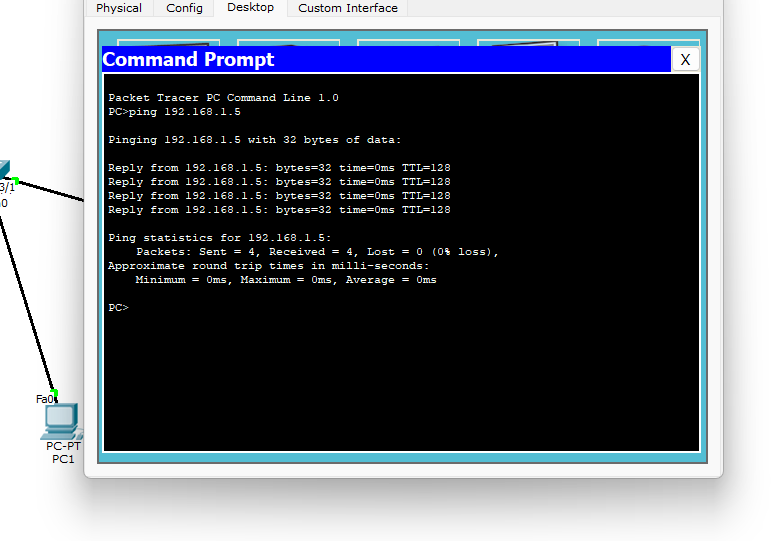 Physical Config Desktop Custom Interface
Command Prompt X
Packet Tracer PC Command Line 1.0
PC>ping 192.168.1.5
Pinging 192.168.1.5 with 32 bytes of data:
Reply from 192.168.1.5: bytes=32 time=0ms TTL=128
Reply from 192.168.1.5: bytes=32 time=0ms TTL=128
Reply from 192.168.1.5: bytes=32 time=0ms TTL=128
Reply from 192.168.1.5: bytes=32 time=0ms TTL=128
Ping statistics for 192.168.1.5:
Packets: Sent = 4, Received = 4, Lost = 0 (0% loss),
Approximate round trip times in milli-seconds:
Minimum = 0ms, Maximum = 0ms, Average = 0ms
PC>
3/1
Fa0
PC-PT
PC1